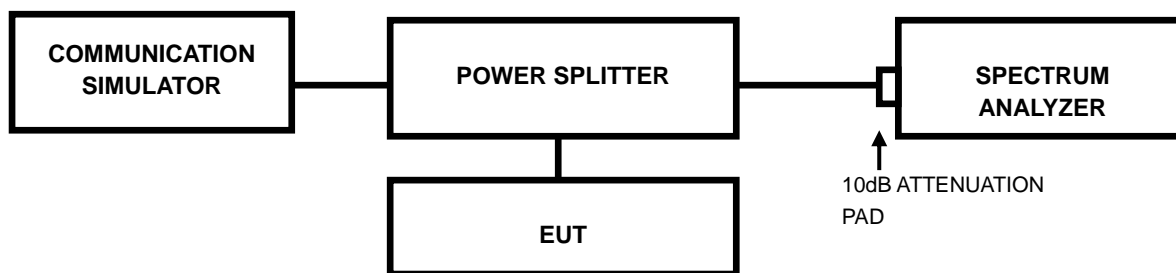 COMMUNICATION
SIMULATOR
POWER SPLITTER
SPECTRUM
ANALYZER
10dB ATTENUATION
PAD
EUT